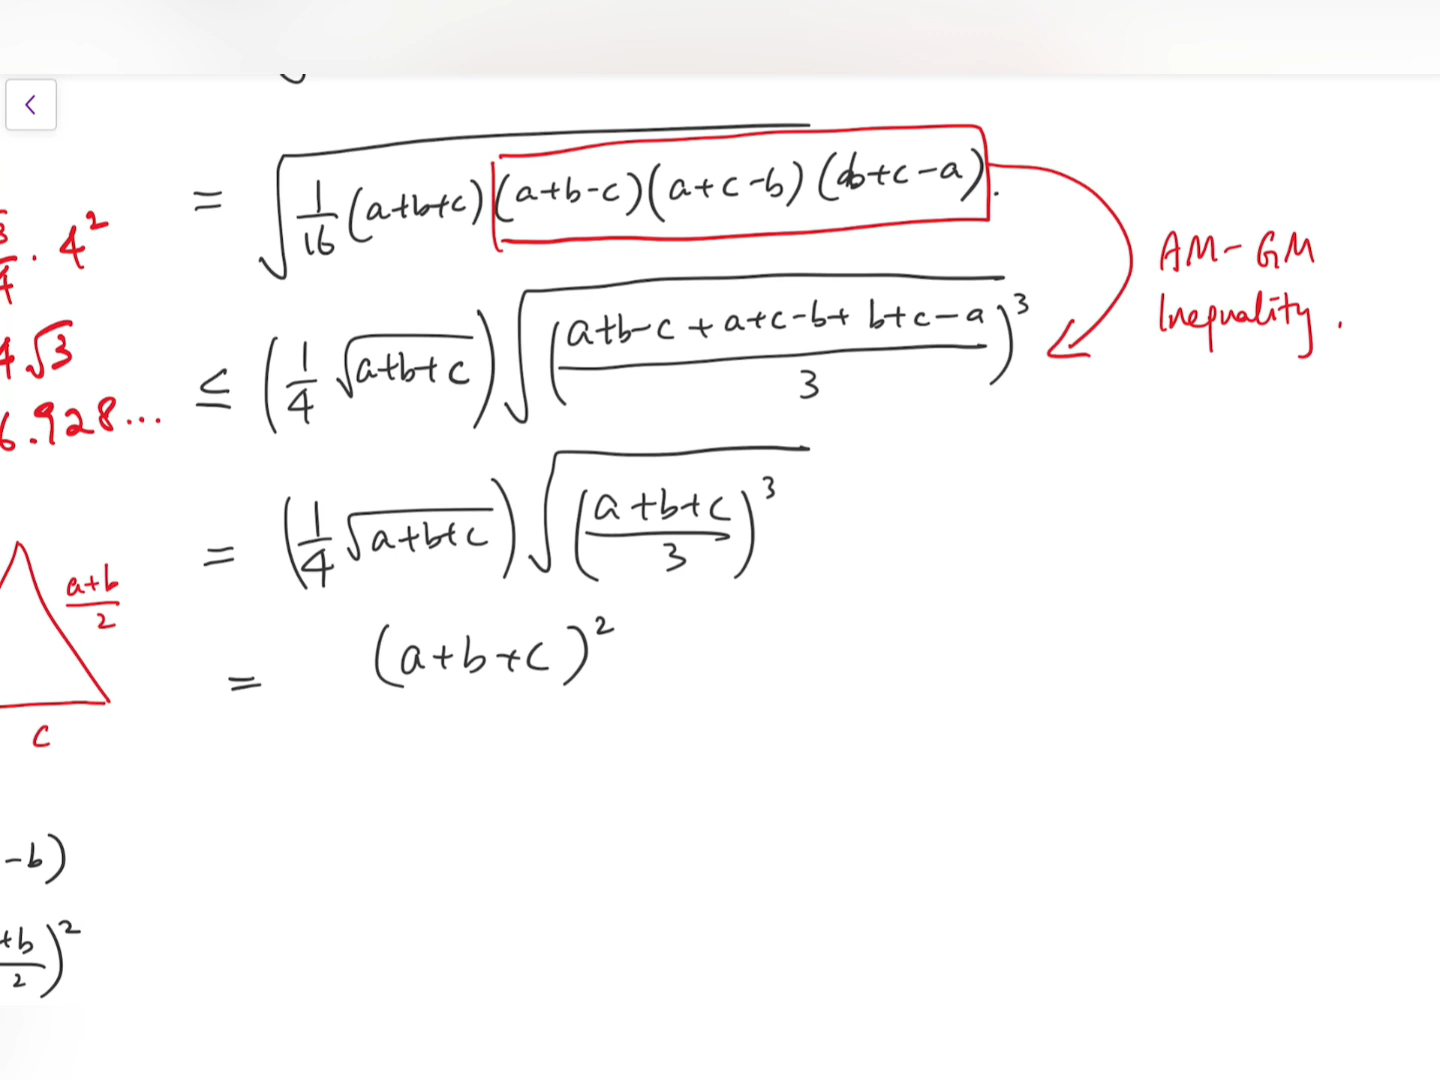 = √(1/16 (a+b+c)(a+b-c)(a+c-b)(b+c-a)).
AM-GM
Inequality.
≤ (1/4 √(a+b+c)) √((a+b-c + a+c-b + b+c-a)/3)³
= (1/4 √(a+b+c)) √((a+b+c)/3)³
= (a+b+c)²
. 4²
4√3
6.928...
(a+b)/2
c
-b)
+b/2)²